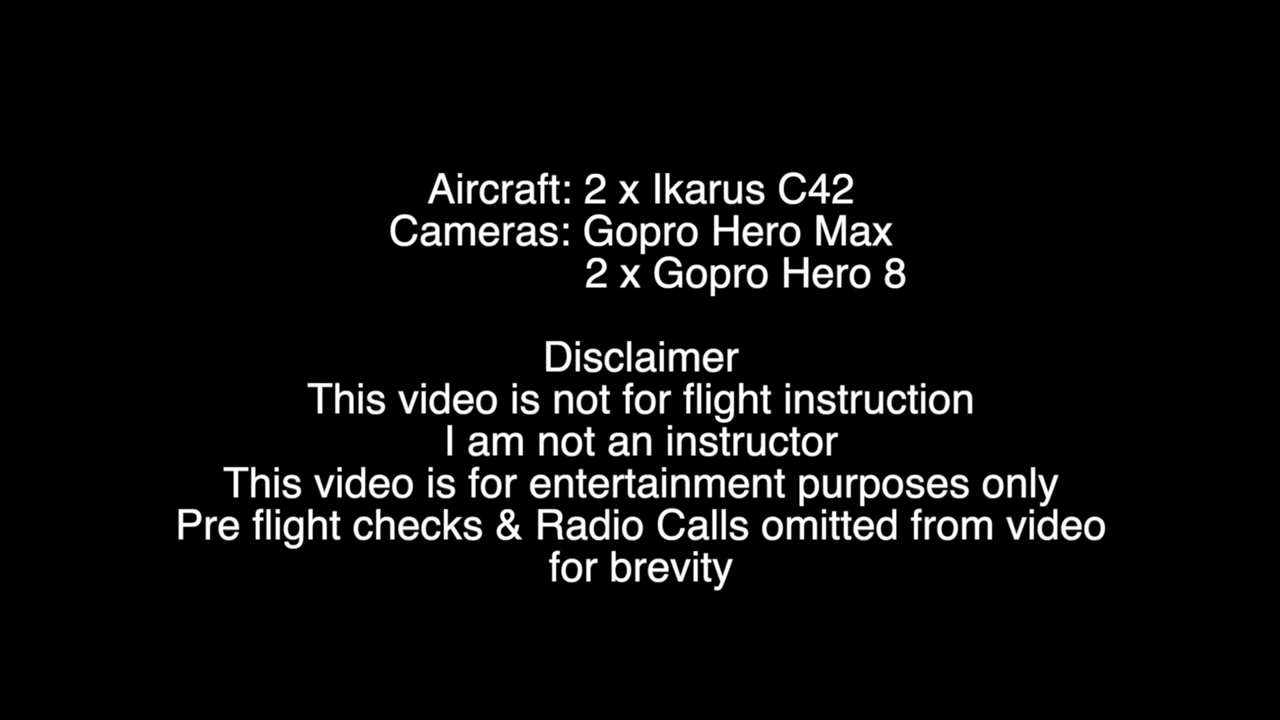 Aircraft: 2 x Ikarus C42
Cameras: Gopro Hero Max
2 x Gopro Hero 8
Disclaimer
This video is not for flight instruction
I am not an instructor
This video is for entertainment purposes only
Pre flight checks & Radio Calls omitted from video
for brevity